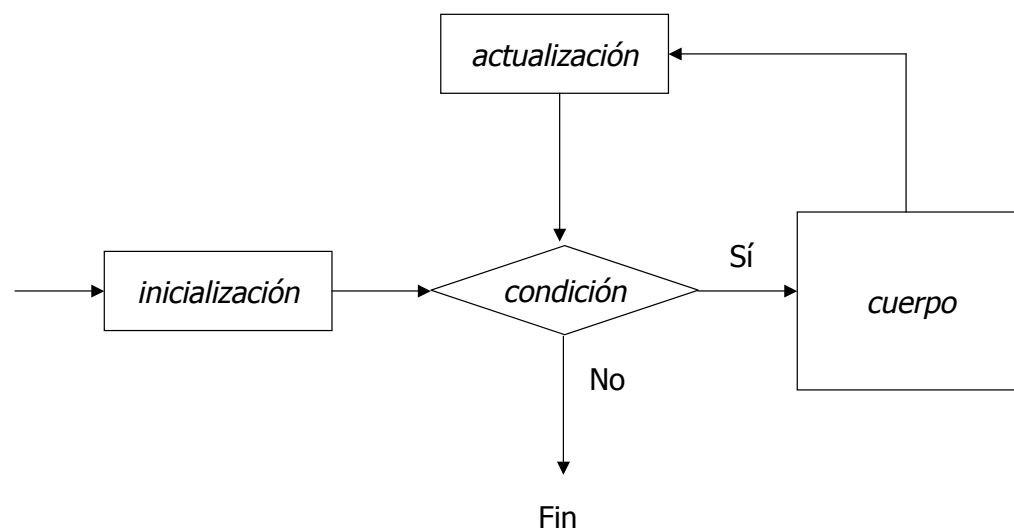 actualización
Sí
inicialización
condición
cuerpo
No
Fin